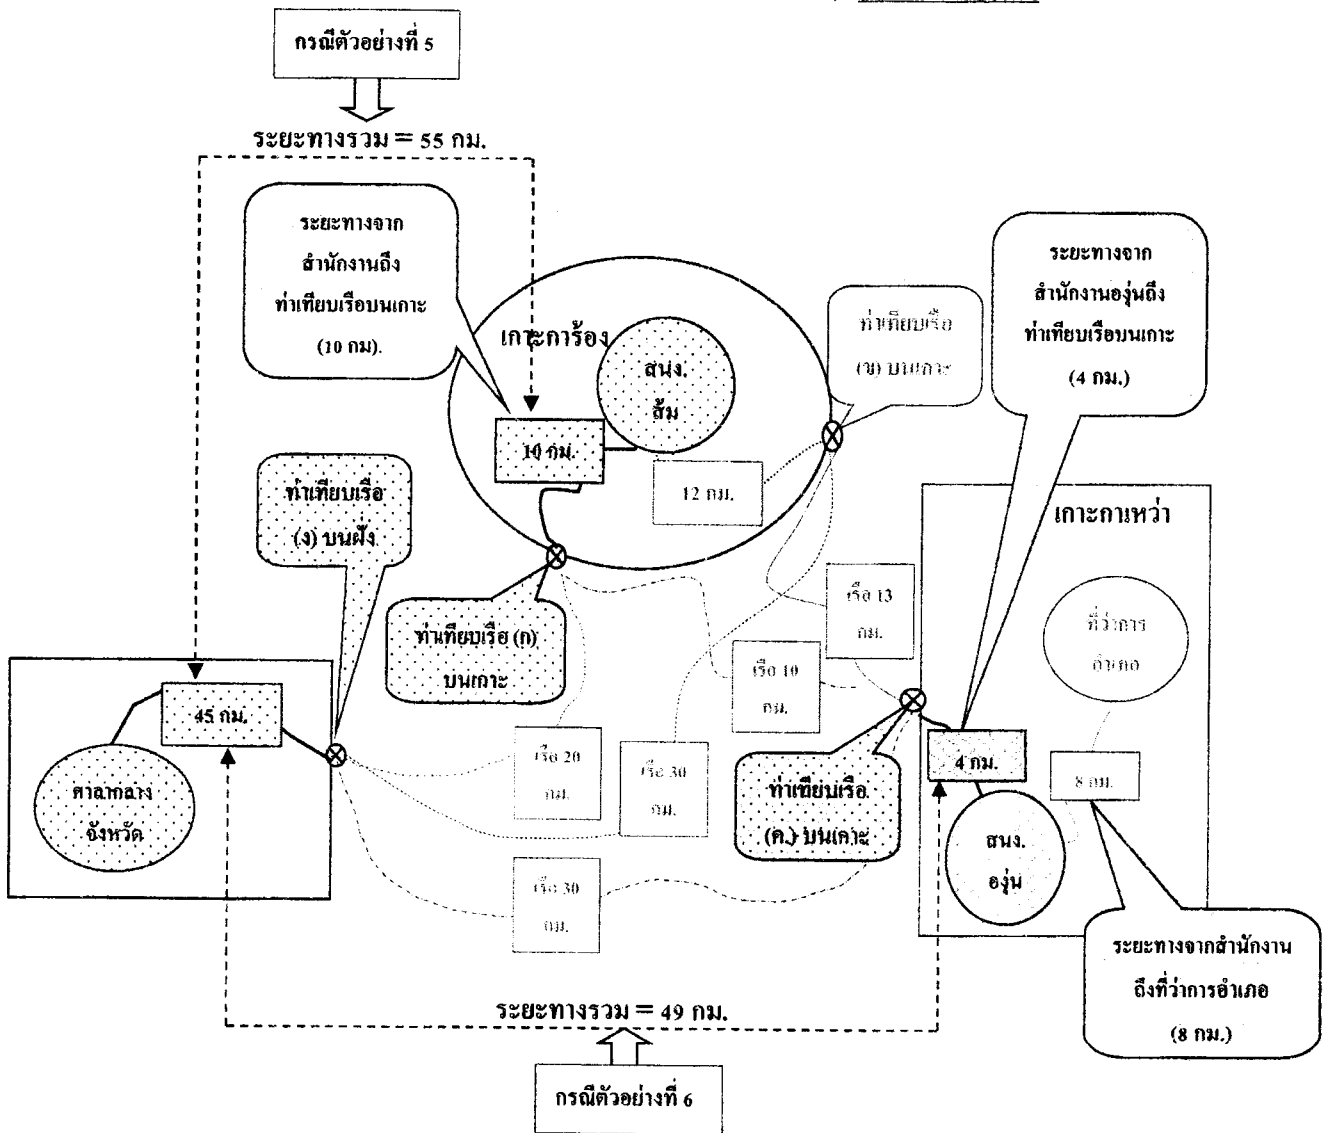 กรณีตัวอย่างที่ 5
ระยะทางรวม = 55 กม.
ระยะทางจาก
สำนักงานถึง
ท่าเทียบเรือบนเกาะ
(10 กม).
เกาะการ้อง
สนง.
ส้ม
10 กม.
12 กม.
ท่าเทียบเรือ
(ข) บนเกาะ
ระยะทางจาก
สำนักงานองุ่นถึง
ท่าเทียบเรือบนเกาะ
(4 กม.)
ท่าเทียบเรือ
(ง) บนฝั่ง
ท่าเทียบเรือ (ก)
บนเกาะ
เกาะกาเหว่า
เรือ 13
กม.
ที่ว่าการ
อำเภอ
เรือ 10
กม.
45 กม.
ศาลากลาง
จังหวัด
เรือ 20
กม.
เรือ 30
กม.
ท่าเทียบเรือ
(ค.) บนเกาะ
4 กม.
8 กม.
สนง.
องุ่น
เรือ 30
กม.
ระยะทางจากสำนักงาน
ถึงที่ว่าการอำเภอ
(8 กม.)
ระยะทางรวม = 49 กม.
กรณีตัวอย่างที่ 6